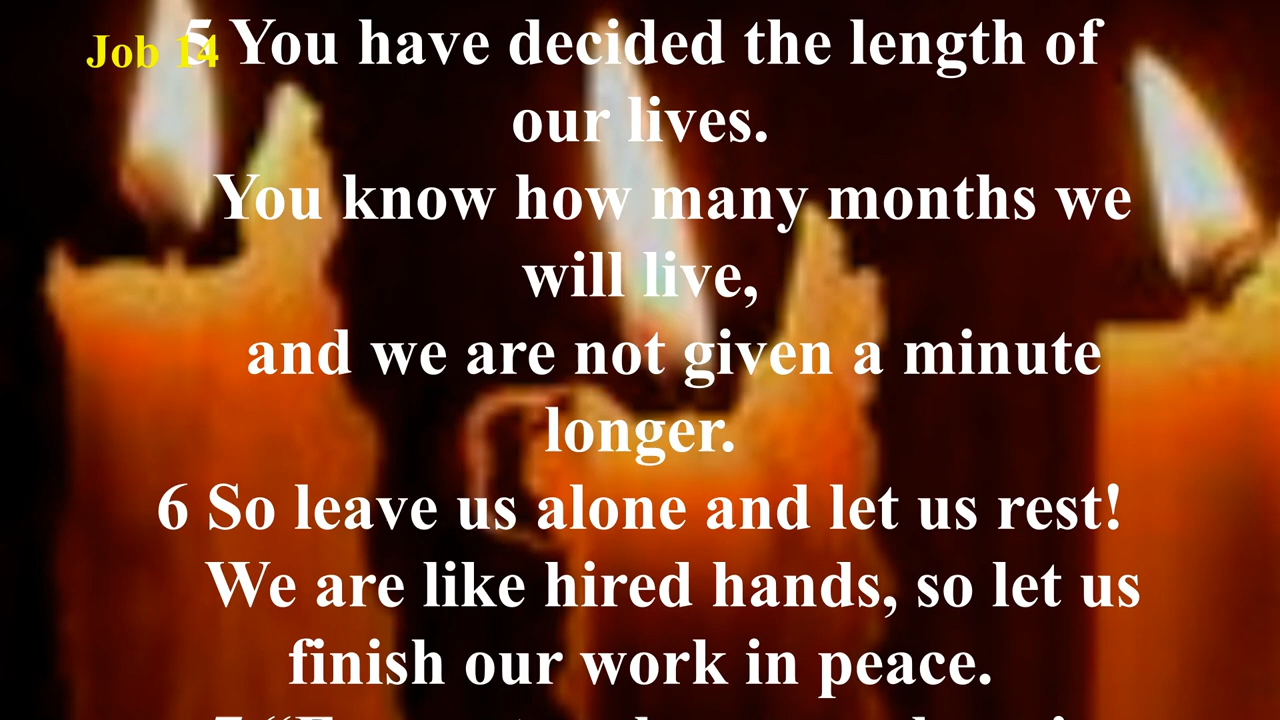 Job 14
5 You have decided the length of
our lives.
You know how many months we
will live,
and we are not given a minute
longer.
6 So leave us alone and let us rest!
We are like hired hands, so let us
finish our work in peace.